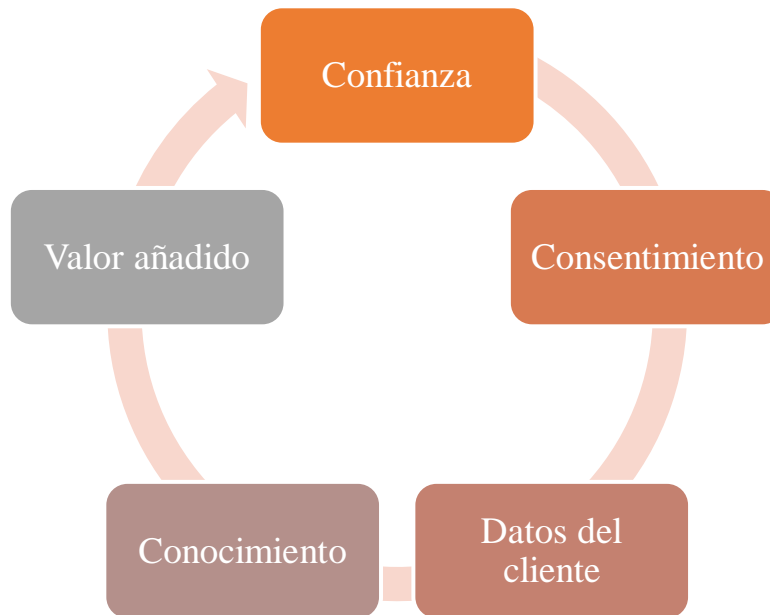 Confianza
Consentimiento
Datos del
cliente
Conocimiento
Valor añadido